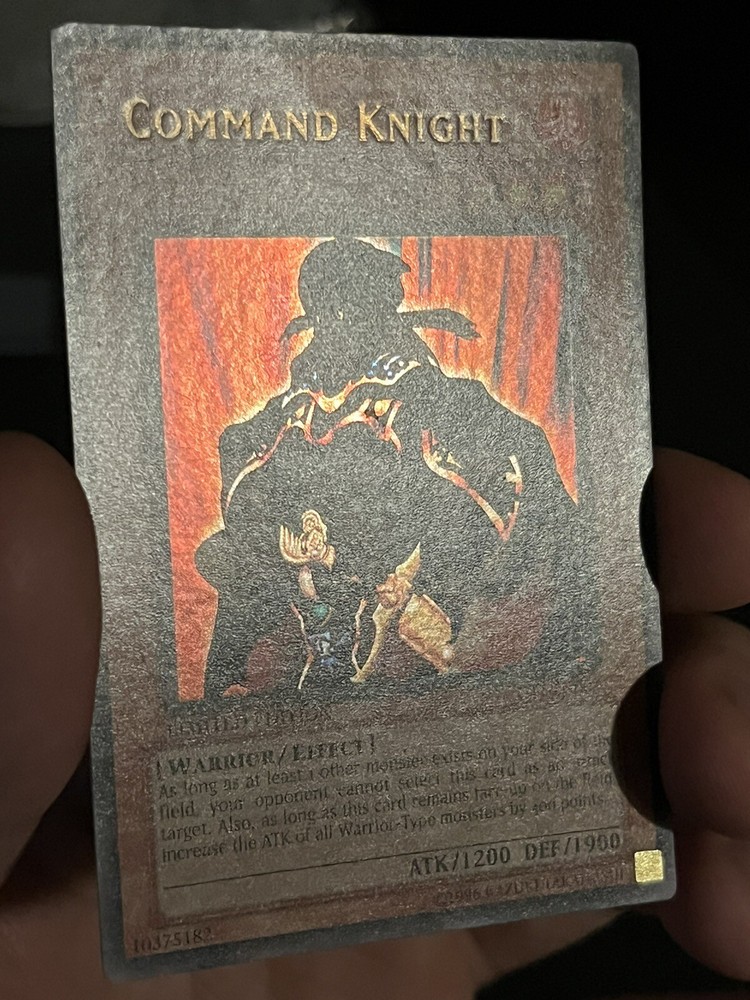 COMMAND KNIGHT
LIMITED EDITION
[WARRIOR/EFFECT]
As long as at least 1 other monster exists on your side of the
field, your opponent cannot select this card as an attack
target. Also, as long as this card remains face-up on the field
increase the ATK of all Warrior-Type monsters by 400 points.
ATK/1200 DEF/1900
©1996
10375182